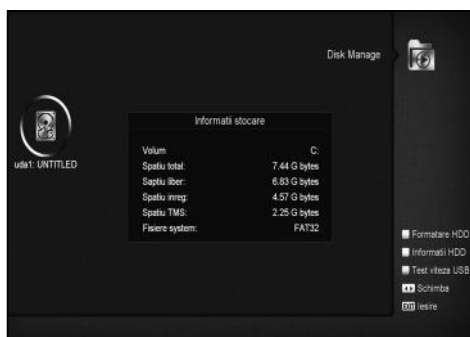 Disk Manage
uda1: UNTITLED
Informatii stocare
Volum C:
Spatiu total: 7.44 G bytes
Saptiu liber: 6.83 G bytes
Spatiu inreg: 4.57 G bytes
Spatiu TMS: 2.25 G bytes
Fisiere system: FAT32
Formatare HDD
Informatii HDD
Test viteza USB
Schimba
EXIT Iesire